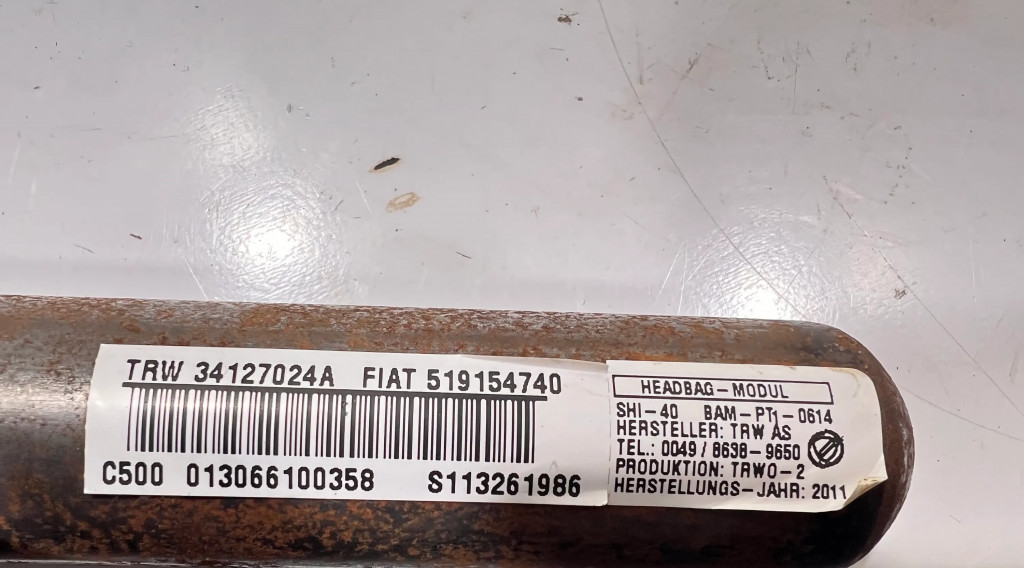 TRW 34127024A FIAT 519154740
C500 013066100358 S113261986
HEADBAG-MODUL
SHI-40 BAM-PT1-0614
HERSTELLER: TRW AS
TEL.: 0049 / 8638-9650
PRODUKTION: TRWO-2
HERSTELLUNGS-JAHR: 2011